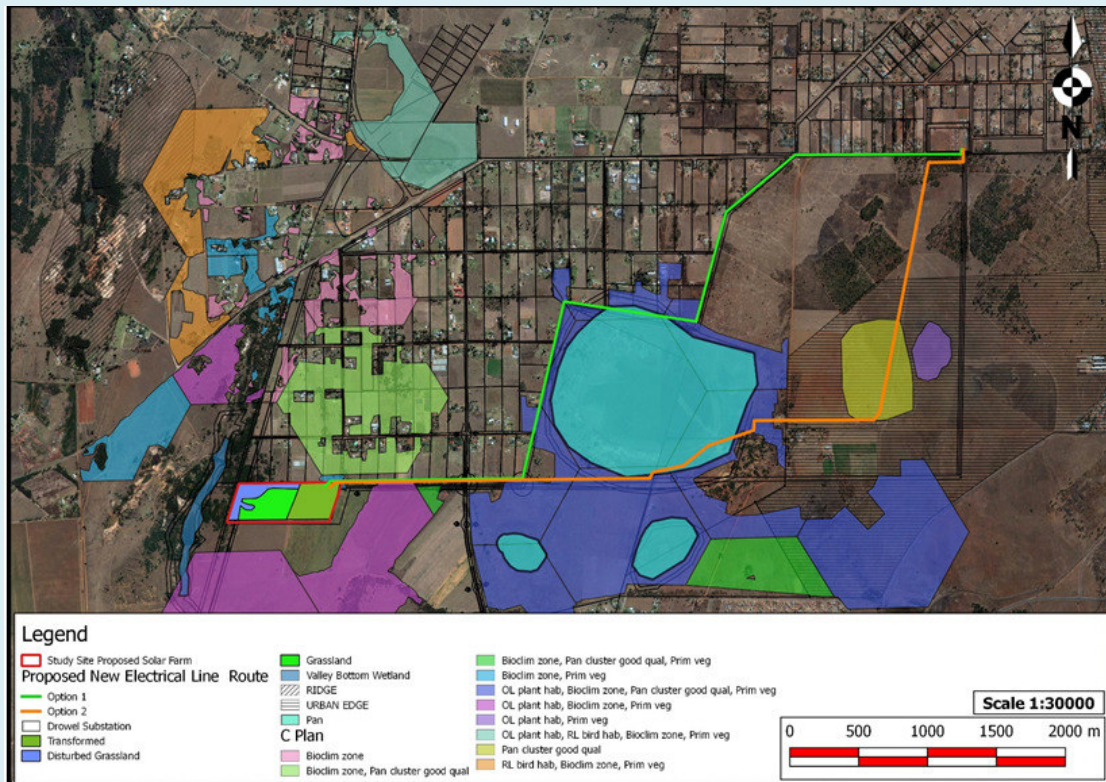 N
Legend
Study Site Proposed Solar Farm
Proposed New Electrical Line Route
Option 1
Option 2
Drowel Substation
Transformed
Disturbed Grassland
Grassland
Valley Bottom Wetland
RIDGE
URBAN EDGE
Pan
C Plan
Bioclim zone
Bioclim zone, Pan cluster good qual
Bioclim zone, Pan cluster good qual, Prim veg
Bioclim zone, Prim veg
OL plant hab, Bioclim zone, Pan cluster good qual, Prim veg
OL plant hab, Bioclim zone, Prim veg
OL plant hab, Prim veg
OL plant hab, RL bird hab, Bioclim zone, Prim veg
Pan cluster good qual
RL bird hab, Bioclim zone, Prim veg
Scale 1:30000
0 500 1000 1500 2000 m